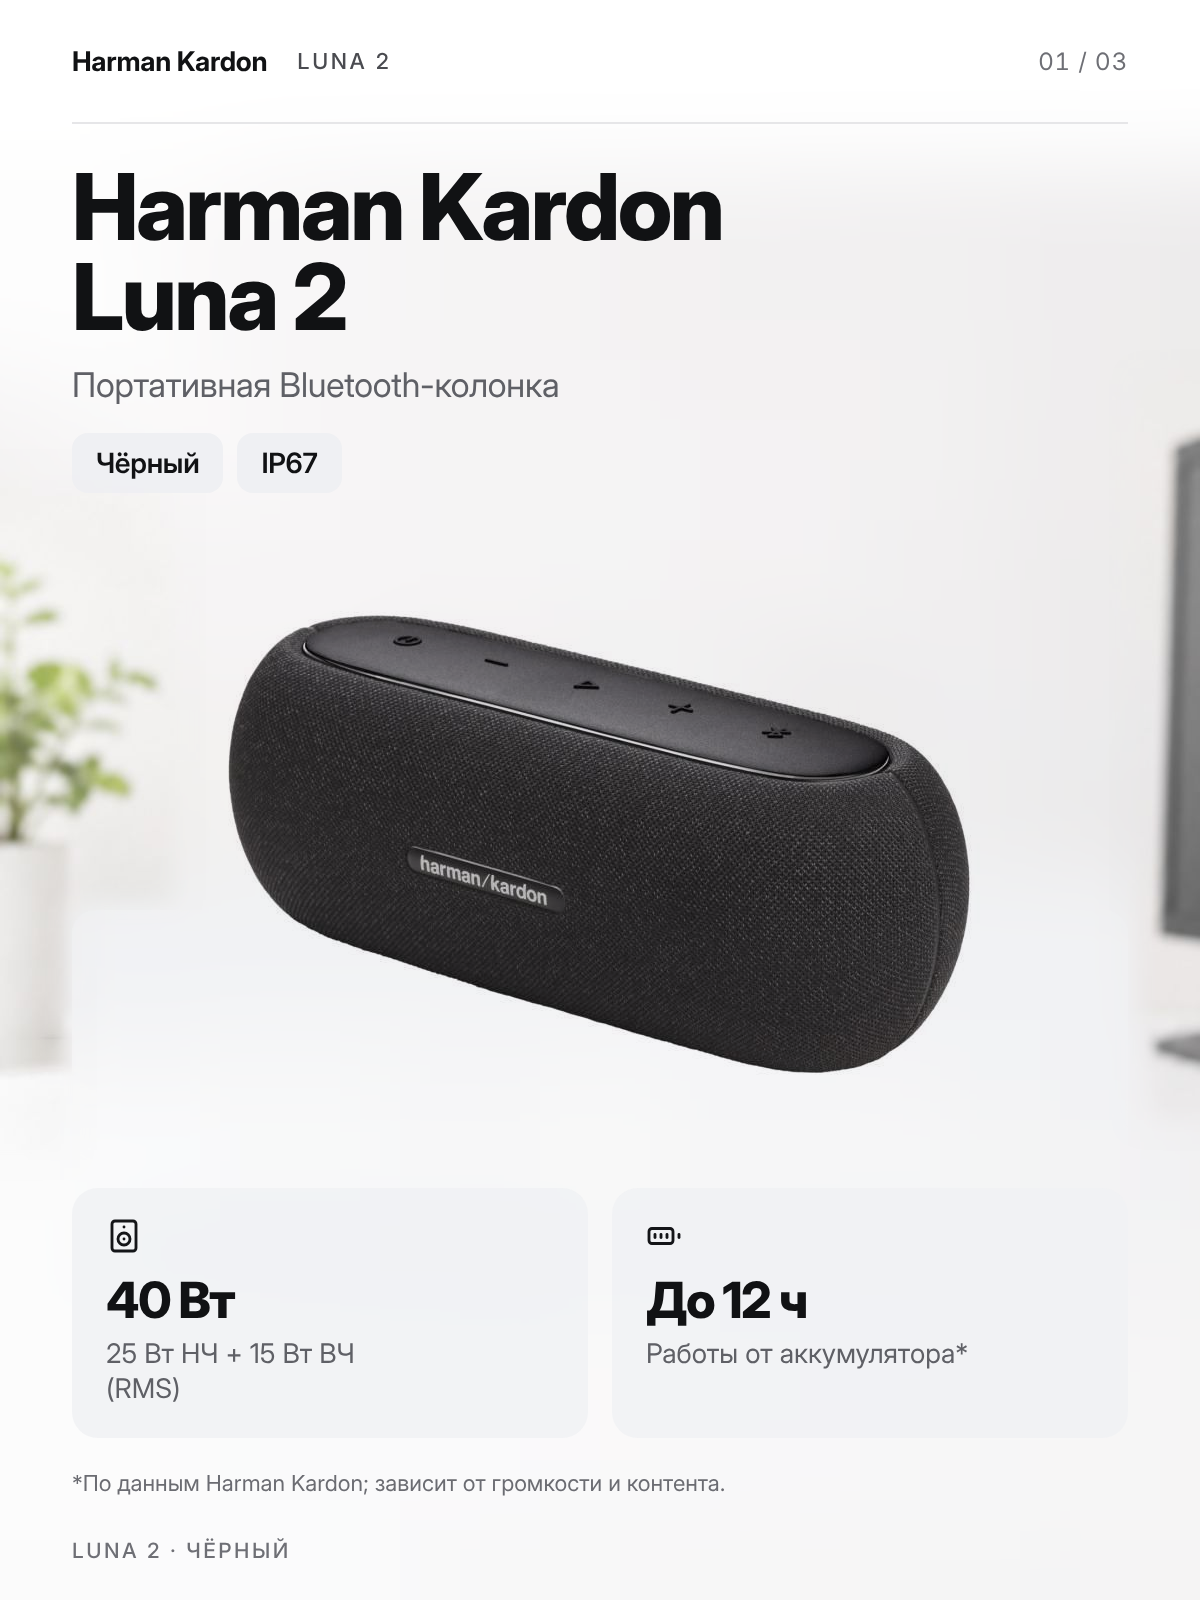 Harman Kardon LUNA 2 01 / 03
Harman Kardon
Luna 2
Портативная Bluetooth-колонка
Чёрный IP67
harman/kardon
40 Вт
25 Вт НЧ + 15 Вт ВЧ
(RMS)
До 12 ч
Работы от аккумулятора*
*По данным Harman Kardon; зависит от громкости и контента.
LUNA 2 · ЧЁРНЫЙ